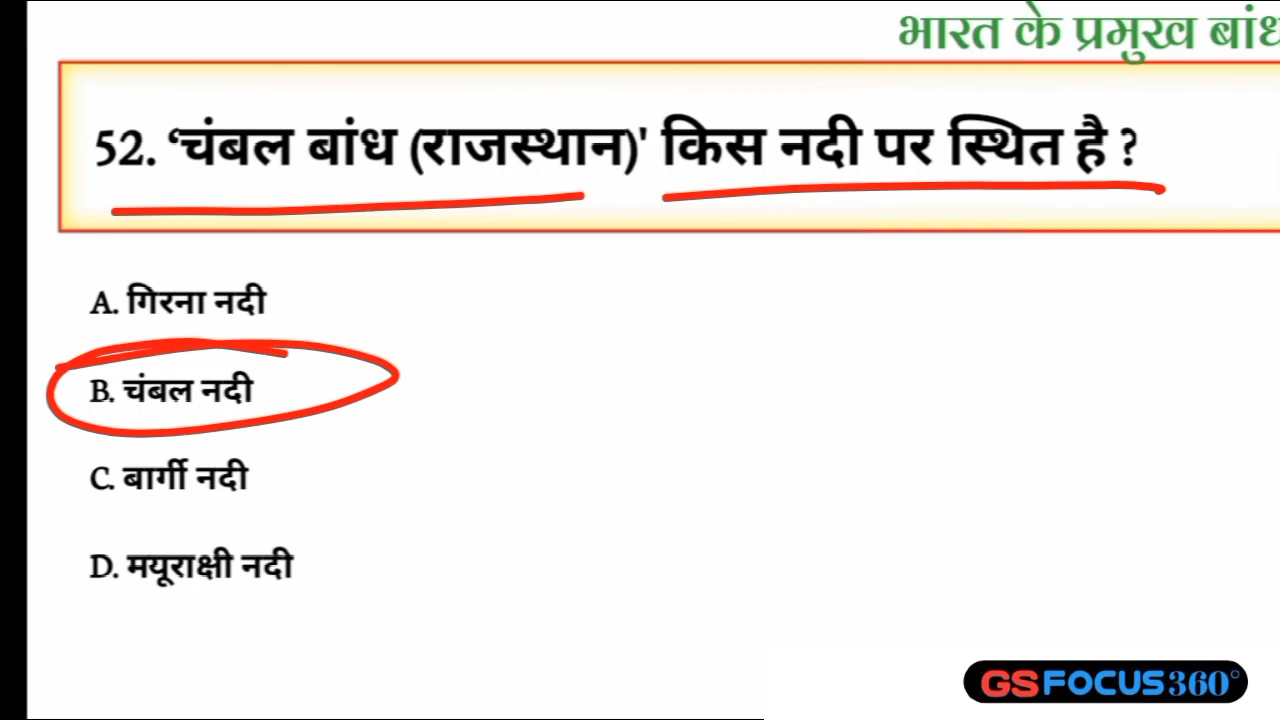 भारत के प्रमुख बांध
52. ‘चंबल बांध (राजस्थान)' किस नदी पर स्थित है ?
A. गिरना नदी
B. चंबल नदी
C. बार्गी नदी
D. मयूराक्षी नदी
GSFOCUS360°